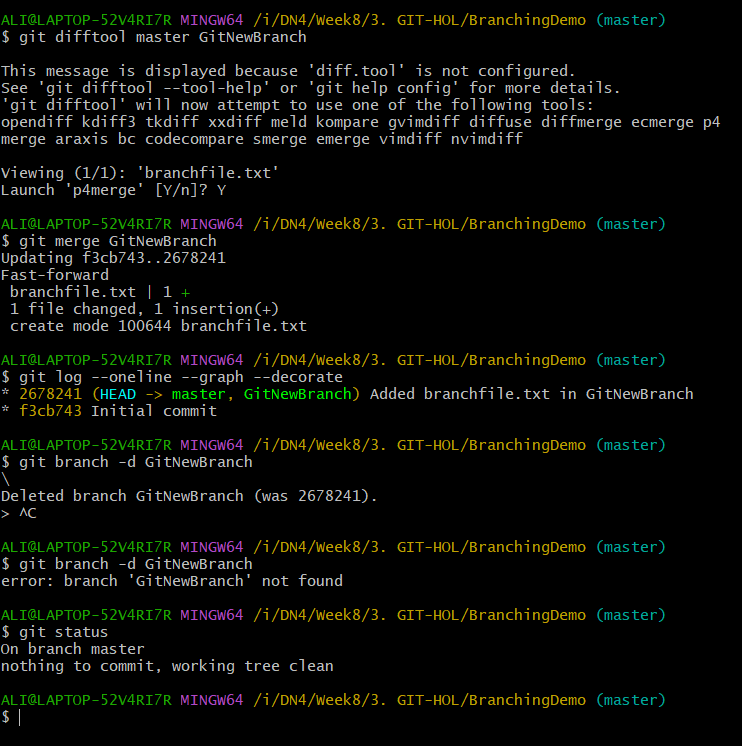 ALI@LAPTOP-52V4RI7R MINGW64 /i/DN4/Week8/3. GIT-HOL/BranchingDemo (master)
$ git difftool master GitNewBranch

This message is displayed because 'diff.tool' is not configured.
See 'git difftool --tool-help' or 'git help config' for more details.
'git difftool' will now attempt to use one of the following tools:
opendiff kdiff3 tkdiff xxdiff meld kompare gvimdiff diffuse diffmerge ecmerge p4
merge araxis bc codecompare smerge emerge vimdiff nvimdiff

Viewing (1/1): 'branchfile.txt'
Launch 'p4merge' [Y/n]? Y

ALI@LAPTOP-52V4RI7R MINGW64 /i/DN4/Week8/3. GIT-HOL/BranchingDemo (master)
$ git merge GitNewBranch
Updating f3cb743..2678241
Fast-forward
 branchfile.txt | 1 +
 1 file changed, 1 insertion(+)
 create mode 100644 branchfile.txt

ALI@LAPTOP-52V4RI7R MINGW64 /i/DN4/Week8/3. GIT-HOL/BranchingDemo (master)
$ git log --oneline --graph --decorate
* 2678241 (HEAD -> master, GitNewBranch) Added branchfile.txt in GitNewBranch
* f3cb743 Initial commit

ALI@LAPTOP-52V4RI7R MINGW64 /i/DN4/Week8/3. GIT-HOL/BranchingDemo (master)
$ git branch -d GitNewBranch
\
Deleted branch GitNewBranch (was 2678241).
> ^C

ALI@LAPTOP-52V4RI7R MINGW64 /i/DN4/Week8/3. GIT-HOL/BranchingDemo (master)
$ git branch -d GitNewBranch
error: branch 'GitNewBranch' not found

ALI@LAPTOP-52V4RI7R MINGW64 /i/DN4/Week8/3. GIT-HOL/BranchingDemo (master)
$ git status
On branch master
nothing to commit, working tree clean

ALI@LAPTOP-52V4RI7R MINGW64 /i/DN4/Week8/3. GIT-HOL/BranchingDemo (master)
$